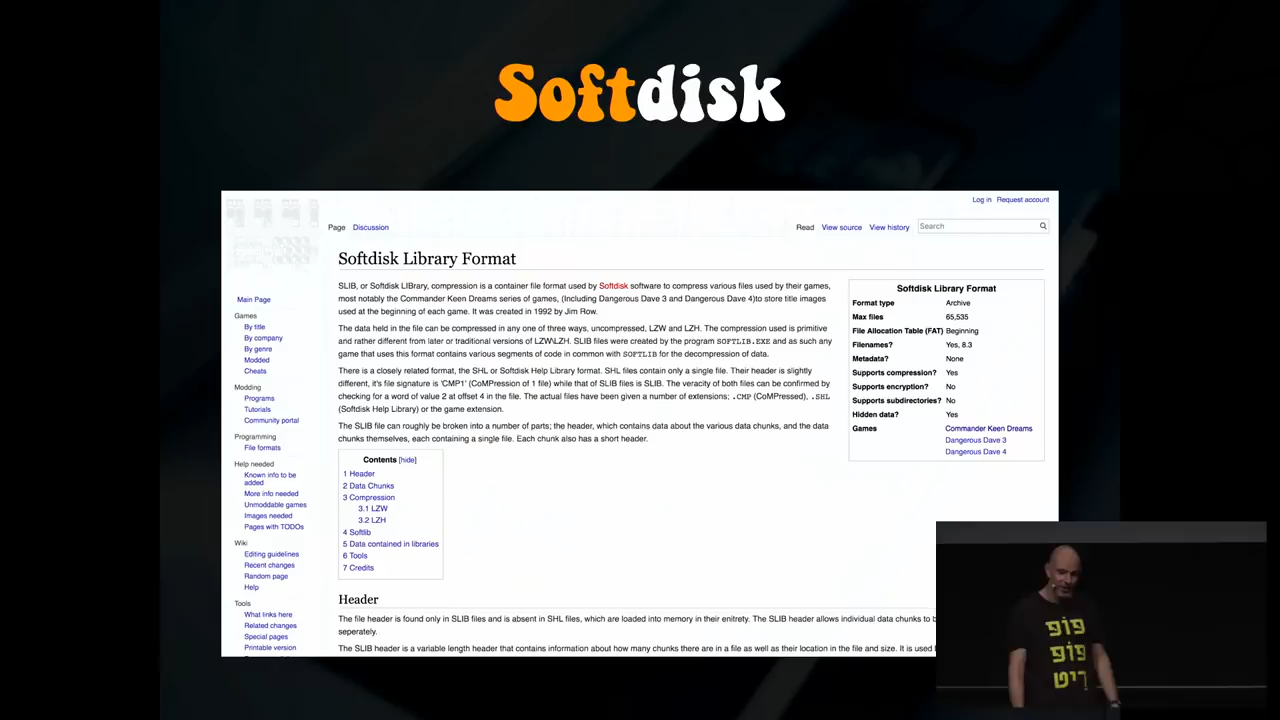 Softdisk
Log in Request account
Page Discussion
Read View source View history Search
Softdisk Library Format
SLIB, or Softdisk LIBrary, compression is a container file format used by Softdisk software to compress various files used by their games,
most notably the Commander Keen Dreams series of games, (Including Dangerous Dave 3 and Dangerous Dave 4)to store title images
used at the beginning of each game. It was created in 1992 by Jim Row.
The data held in the file can be compressed in any one of three ways, uncompressed, LZW and LZH. The compression used is primitive
and rather different from later or traditional versions of LZW\LZH. SLIB files were created by the program SOFTLIB.EXE and as such any
game that uses this format contains various segments of code in common with SOFTLIB for the decompression of data.
There is a closely related format, the SHL or Softdisk Help Library format. SHL files contain only a single file. Their header is slightly
different, it's file signature is 'CMP1' (CoMPression of 1 file) while that of SLIB files is SLIB. The veracity of both files can be confirmed by
checking for a word of value 2 at offset 4 in the file. The actual files have been given a number of extensions; .CMP (CoMPressed), .SHL
(Softdisk Help Library) or the game extension.
The SLIB file can roughly be broken into a number of parts; the header, which contains data about the various data chunks, and the data
chunks themselves, each containing a single file. Each chunk also has a short header.
Softdisk Library Format
Format type Archive
Max files 65,535
File Allocation Table (FAT) Beginning
Filenames? Yes, 8.3
Metadata? None
Supports compression? Yes
Supports encryption? No
Supports subdirectories? No
Hidden data? Yes
Games Commander Keen Dreams
Dangerous Dave 3
Dangerous Dave 4
Contents [hide]
1 Header
2 Data Chunks
3 Compression
3.1 LZW
3.2 LZH
4 Softlib
5 Data contained in libraries
6 Tools
7 Credits
Header
The file header is found only in SLIB files and is absent in SHL files, which are loaded into memory in their enitrety. The SLIB header allows individual data chunks to
seperately.
The SLIB header is a variable length header that contains information about how many chunks there are in a file as well as their location in the file and size. It is used
Main Page
Games
By title
By company
By genre
Modded
Cheats
Modding
Programs
Tutorials
Community portal
Programming
File formats
Help needed
Known info to be
added
More info needed
Unmoddable games
Images needed
Pages with TODOs
Wiki
Editing guidelines
Recent changes
Random page
Help
Tools
What links here
Related changes
Special pages
Printable version
פופ
פופ
ריט